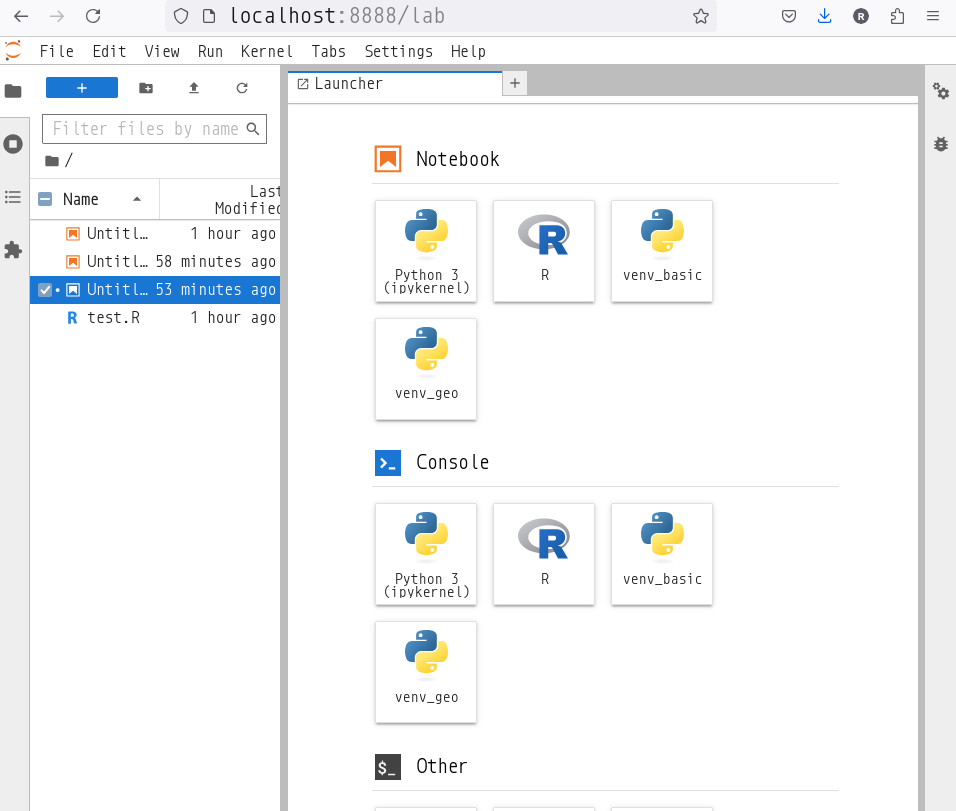 localhost:8888/lab
R
File Edit View Run Kernel Tabs Settings Help
+
Launcher
+
Filter files by name
/
Name
Last
Modified
Untitl… 1 hour ago
Untitl… 58 minutes ago
Untitl… 53 minutes ago
R test.R 1 hour ago
Notebook
R
Python 3 R venv_basic
(ipykernel)
venv_geo
>_ Console
R
Python 3 R venv_basic
(ipykernel)
venv_geo
$_ Other